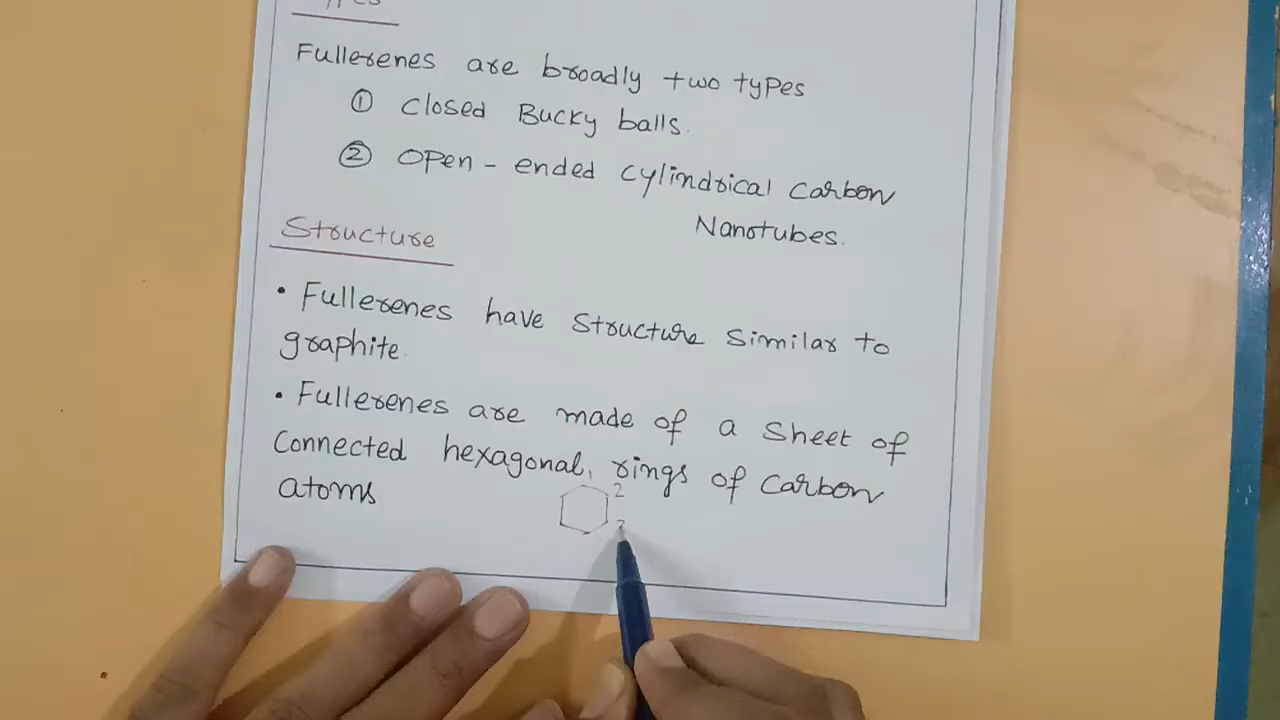 Fullerenes are broadly two types
① closed Bucky balls.
② Open - ended cylindrical carbon
Nanotubes.
Structure
• Fullerenes have structure similar to
graphite.
• Fullerenes are made of a sheet of
Connected hexagonal, rings of carbon
atoms
2